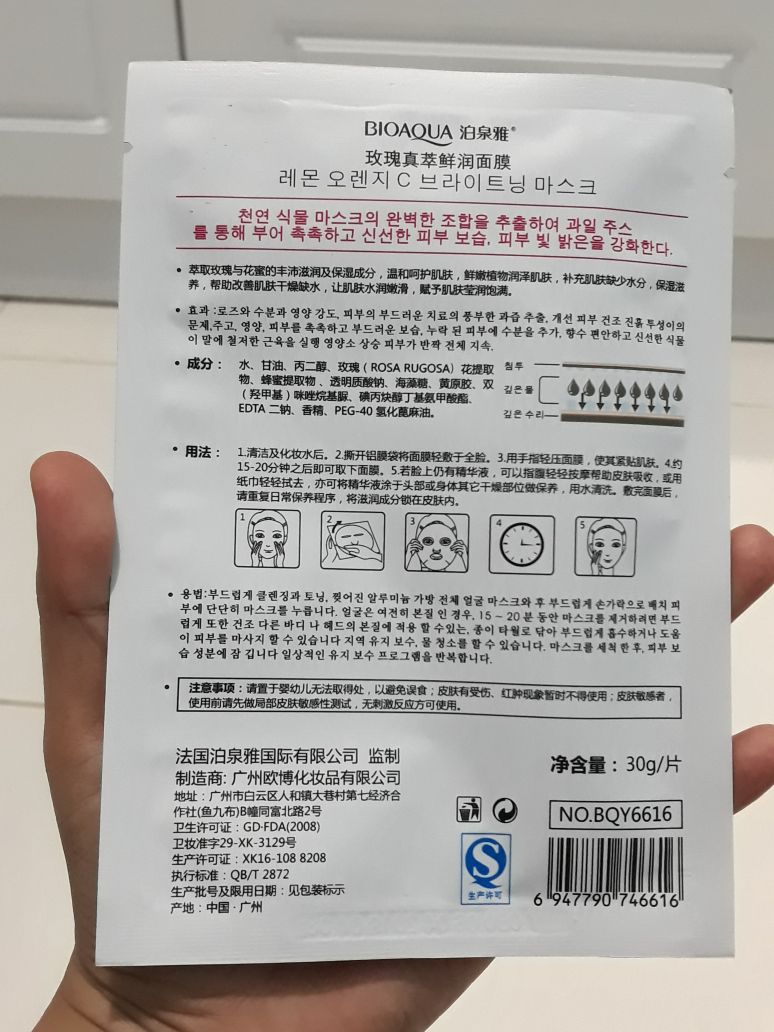 BIOAQUA 泊泉雅®
玫瑰真萃鲜润面膜
레몬 오렌지 C 브라이트닝 마스크
천연 식물 마스크의 완벽한 조합을 추출하여 과일 주스
를 통해 부어 촉촉하고 신선한 피부 보습, 피부 빛 밝은을 강화한다.
• 萃取玫瑰与花蜜的丰沛滋润及保湿成分，温和呵护肌肤，鲜嫩植物润泽肌肤，补充肌肤缺少水分，保湿滋
养，帮助改善肌肤干燥缺水，让肌肤水润嫩滑，赋予肌肤莹润饱满。
• 효과 :로즈와 수분과 영양 강도, 피부의 부드러운 치료의 풍부한 과즙 추출, 개선 피부 건조 진흙 투성이의
문제,주고, 영양, 피부를 촉촉하고 부드러운 보습, 누락 된 피부에 수분을 추가, 향수 편안하고 신선한 식물
이 말에 철저한 근육을 실행 영양소 상승 피부가 반짝 전체 지속.
• 成分： 水、甘油、丙二醇、玫瑰（ROSA RUGOSA）花提取
物、蜂蜜提取物 、透明质酸钠、海藻糖、黄原胶、双
（羟甲基）咪唑烷基脲、碘丙炔醇丁基氨甲酸酯、
EDTA 二钠、香精、PEG-40 氢化蓖麻油。
침투
깊은 물
깊은 수리
• 用法： 1.清洁及化妆水后。2.撕开铝膜袋将面膜轻敷于全脸。3.用手指轻压面膜，使其紧贴肌肤。4.约
15-20分钟之后即可取下面膜。5.若脸上仍有精华液，可以指腹轻轻按摩帮助皮肤吸收，或用
纸巾轻轻拭去，亦可将精华液涂于头部或身体其它干燥部位做保养，用水清洗。敷完面膜后，
请重复日常保养程序，将滋润成分锁在皮肤内。
1
2
3
4
5
• 용법:부드럽게 클렌징과 토닝, 찢어진 알루미늄 가방 전체 얼굴 마스크와 후 부드럽게 손가락으로 배치 피
부에 단단히 마스크를 누릅니다. 얼굴은 여전히 본질 인 경우, 15 ~ 20 분 동안 마스크를 제거하려면 부드
럽게 또한 건조 다른 바디 나 헤드의 본질에 적용 할 수있는, 종이 타월로 닦아 부드럽게 흡수하거나 도움
이 피부를 마사지 할 수 있습니다 지역 유지 보수, 물 청소를 할 수 있습니다. 마스크를 세척 한 후, 피부 보
습 성분에 잠 깁니다 일상적인 유지 보수 프로그램을 반복합니다.
• 注意事项：请置于婴幼儿无法取得处，以避免误食；皮肤有受伤、红肿现象暂时不得使用；皮肤敏感者，
使用前请先做局部皮肤敏感性测试，无刺激反应方可使用。
法国泊泉雅国际有限公司 监制
制造商: 广州欧博化妆品有限公司
地址：广州市白云区人和镇大巷村第七经济合
作社(鱼九布)B幢同富北路2号
卫生许可证：GD·FDA(2008)
卫妆准字29-XK-3129号
生产许可证：XK16-108 8208
执行标准：QB/T 2872
生产批号及限用日期：见包装标示
产地：中国 · 广州
净含量： 30g/片
NO.BQY6616
生产许可
6 947790 746616